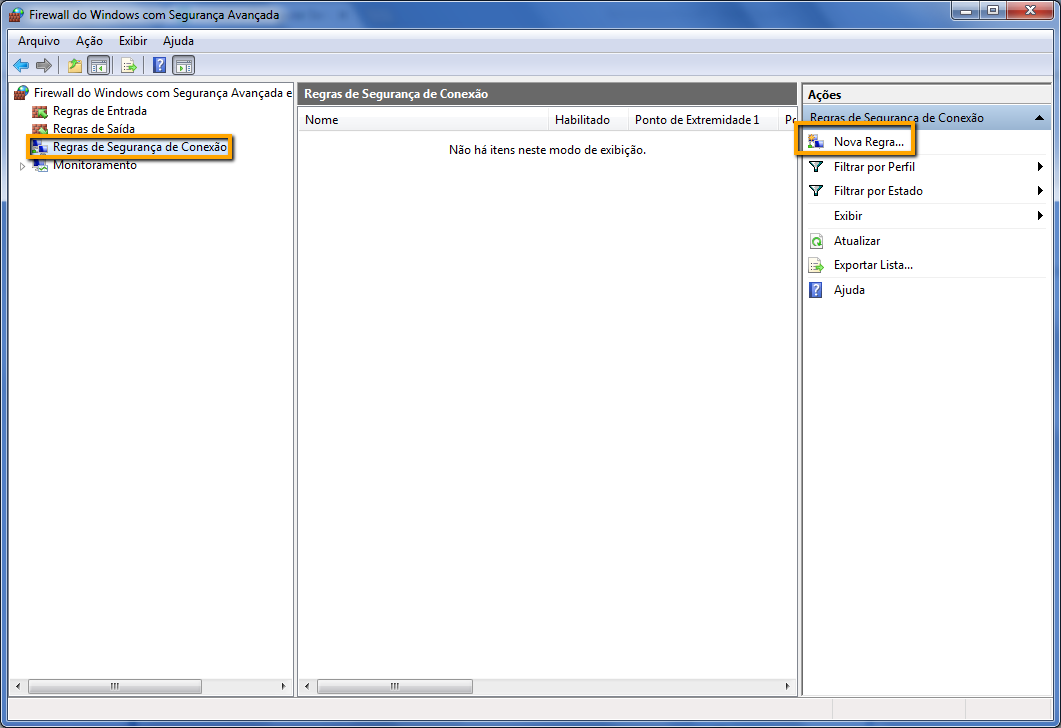 Firewall do Windows com Segurança Avançada
Arquivo Ação Exibir Ajuda
Firewall do Windows com Segurança Avançada e
Regras de Entrada
Regras de Saída
Regras de Segurança de Conexão
Monitoramento
Regras de Segurança de Conexão
Nome Habilitado Ponto de Extremidade 1 Po
Não há itens neste modo de exibição.
Ações
Regras de Segurança de Conexão
Nova Regra...
Filtrar por Perfil
Filtrar por Estado
Exibir
Atualizar
Exportar Lista...
Ajuda